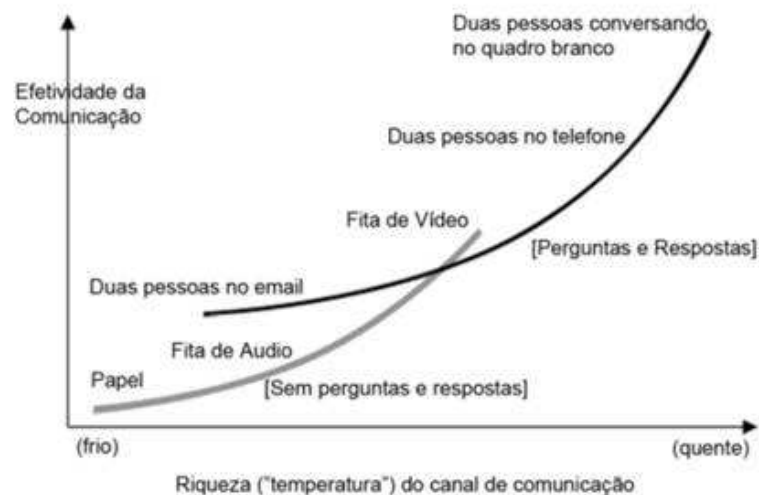 Duas pessoas conversando
no quadro branco
Efetividade da
Comunicação
Duas pessoas no telefone
Fita de Vídeo
[Perguntas e Respostas]
Duas pessoas no email
Fita de Audio
Papel
[Sem perguntas e respostas]
(frio)
(quente)
Riqueza ("temperatura") do canal de comunicação